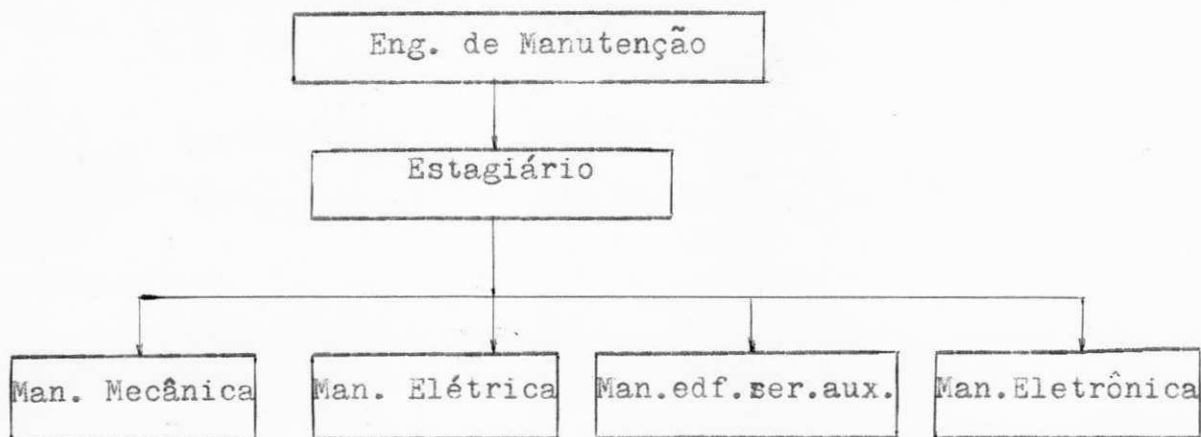 Eng. de Manutenção
Estagiário
Man. Mecânica
Man. Elétrica
Man.edf.ser.aux.
Man.Eletrônica